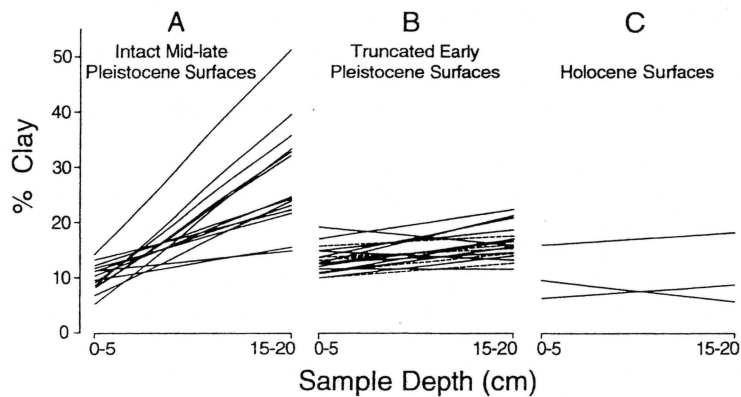 A
Intact Mid-late
Pleistocene Surfaces
B
Truncated Early
Pleistocene Surfaces
C
Holocene Surfaces
% Clay
50
40
30
20
10
0
0-5
15-20
0-5
15-20
0-5
15-20
Sample Depth (cm)